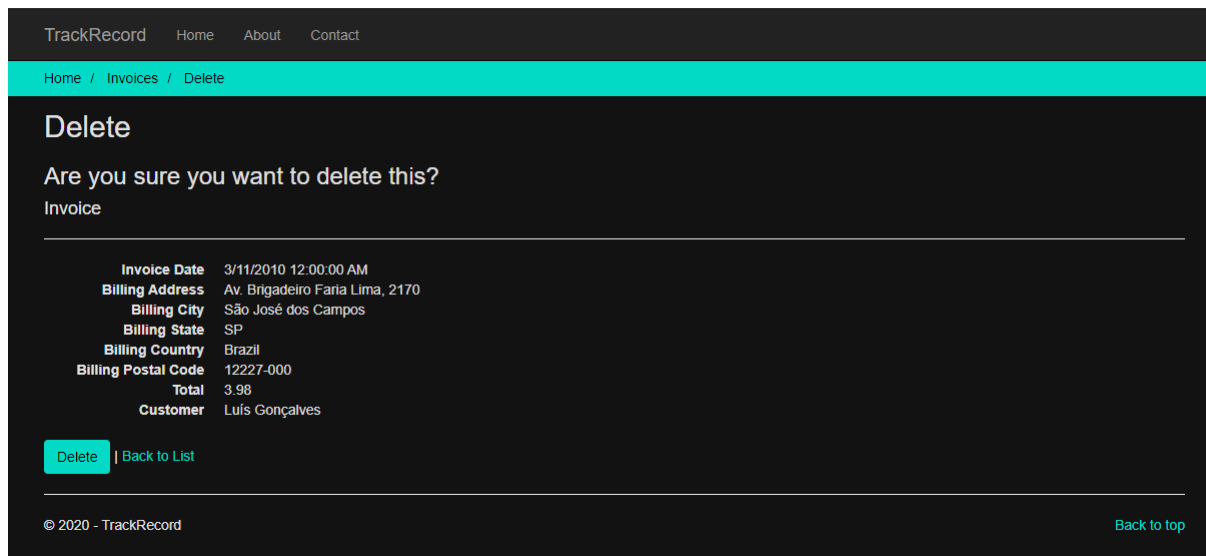 TrackRecord Home About Contact
Home / Invoices / Delete
Delete
Are you sure you want to delete this?
Invoice
Invoice Date 3/11/2010 12:00:00 AM
Billing Address Av. Brigadeiro Faria Lima, 2170
Billing City São José dos Campos
Billing State SP
Billing Country Brazil
Billing Postal Code 12227-000
Total 3.98
Customer Luís Gonçalves
Delete | Back to List
© 2020 - TrackRecord Back to top